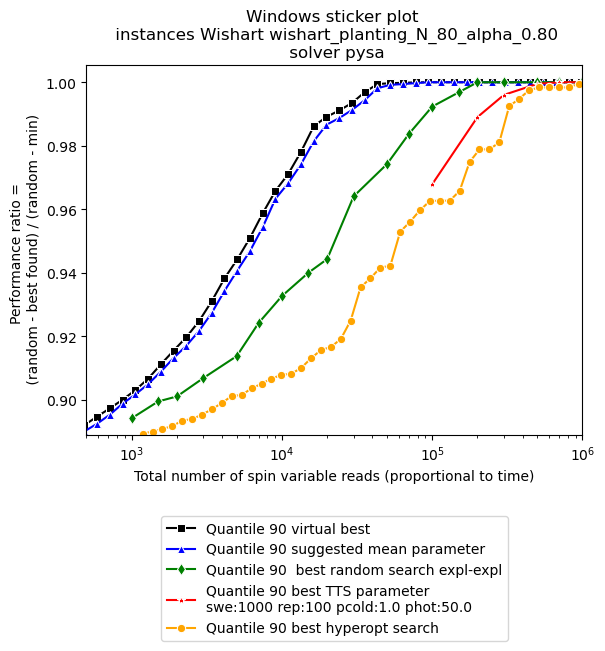 Windows sticker plot
instances Wishart wishart_planting_N_80_alpha_0.80
solver pysa
Performance ratio =
(random - best found) / (random - min)
1.00
0.98
0.96
0.94
0.92
0.90
10³
10⁴
10⁵
10⁶
Total number of spin variable reads (proportional to time)
Quantile 90 virtual best
Quantile 90 suggested mean parameter
Quantile 90  best random search expl-expl
Quantile 90 best TTS parameter
swe:1000 rep:100 pcold:1.0 phot:50.0
Quantile 90 best hyperopt search